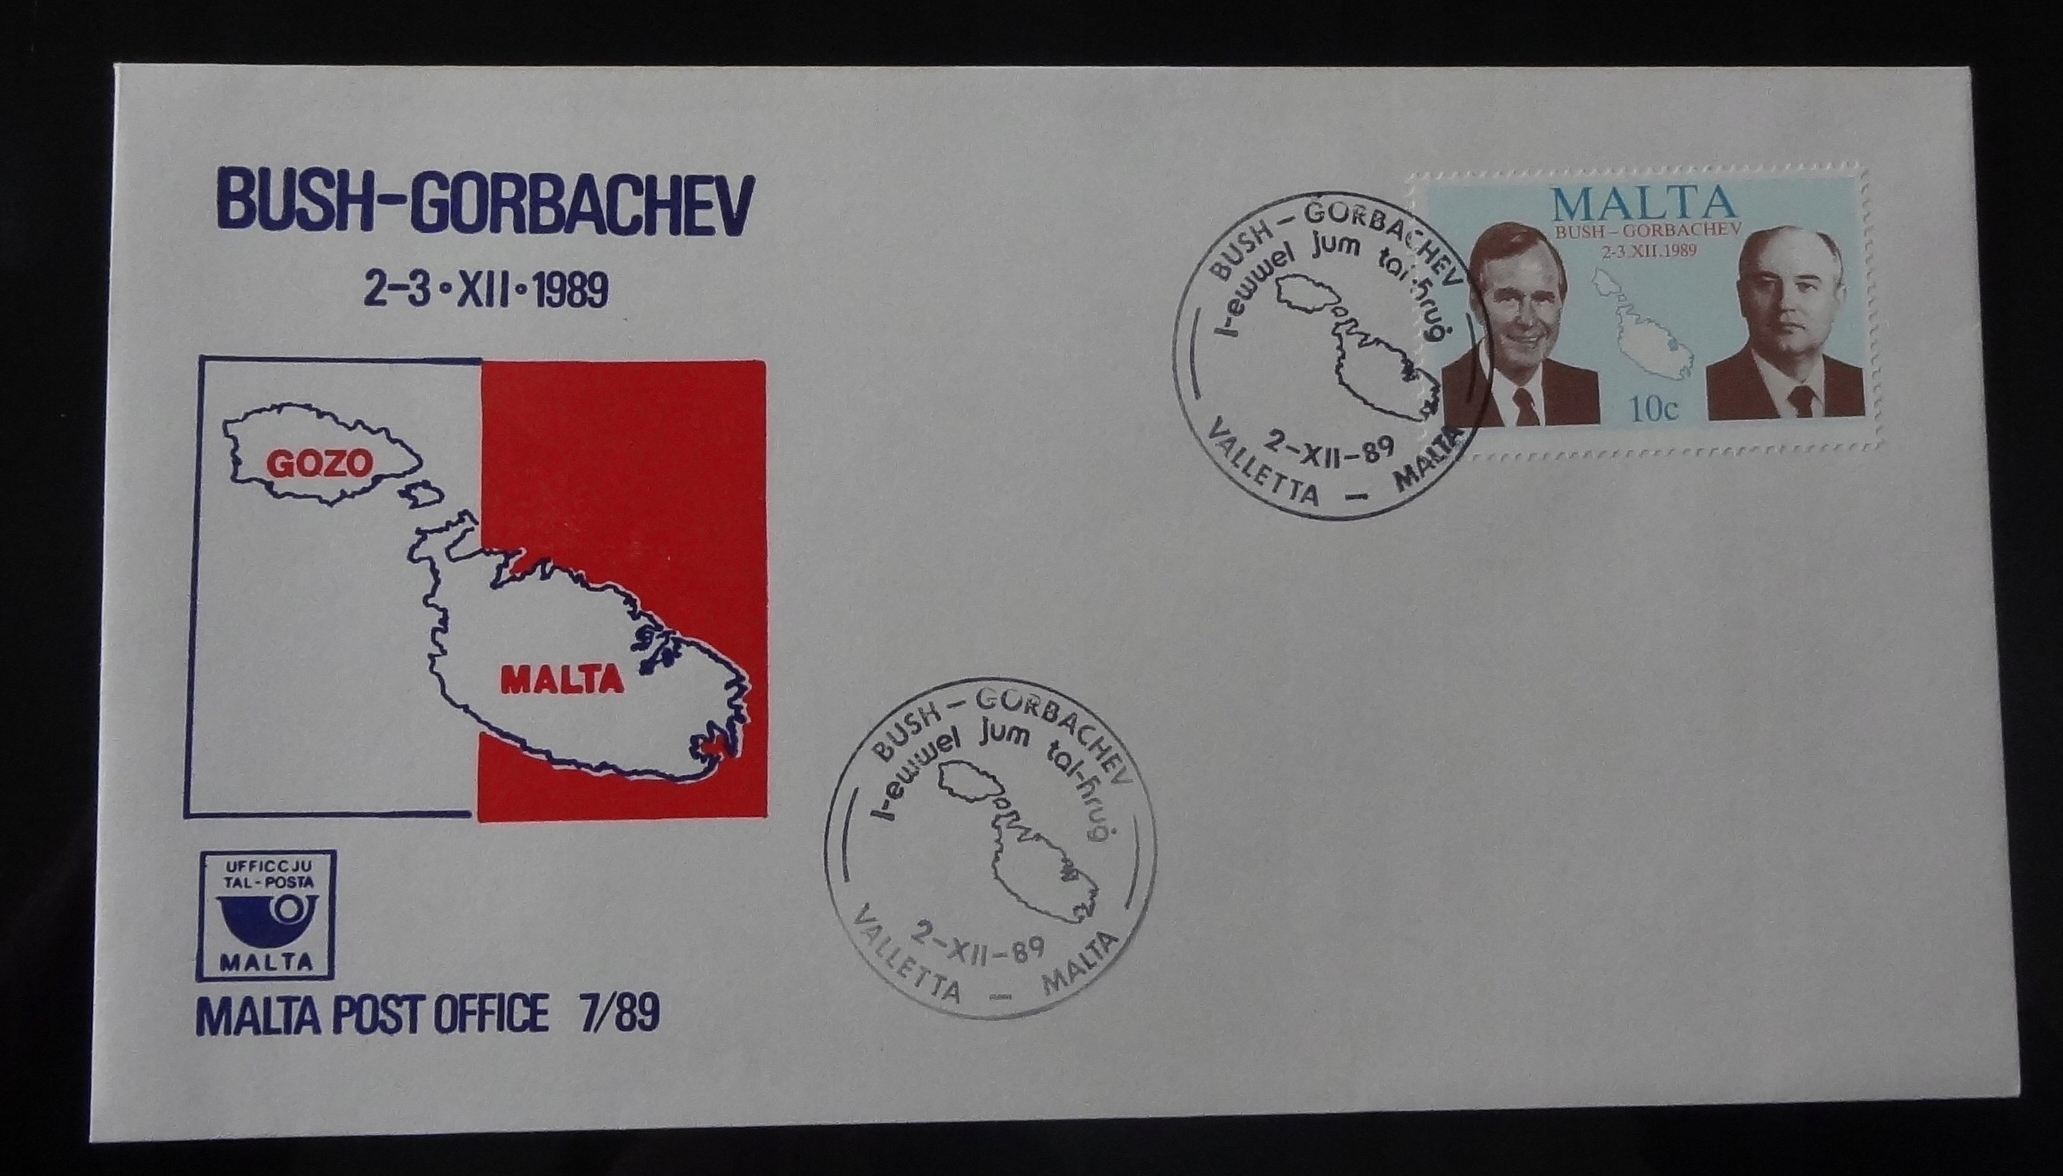 BUSH-GORBACHEV
2-3·XII·1989
GOZO
MALTA
UFFICCJU
TAL-POSTA
MALTA
MALTA POST OFFICE 7/89
BUSH – GORBACHEV
l-ewwel jum tal-ħruġ
2-XII-89
VALLETTA – MALTA
MALTA
BUSH – GORBACHEV
2-3.XII.1989
10c
BUSH – GORBACHEV
l-ewwel jum tal-ħruġ
2-XII-89
VALLETTA – MALTA